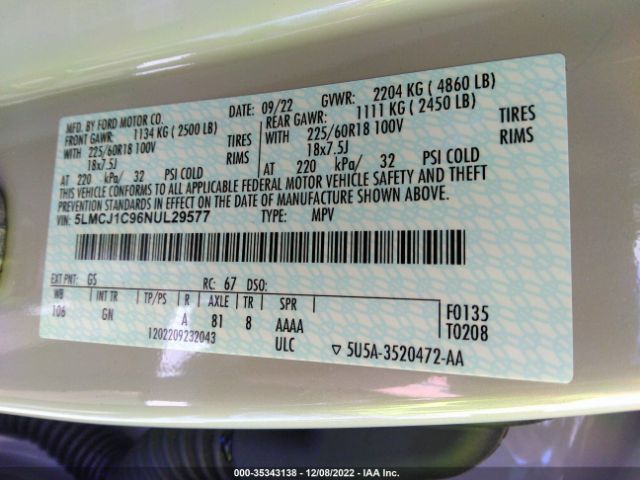 MFD. BY FORD MOTOR CO. DATE: 09/22 GVWR: 2204 KG ( 4860 LB)
FRONT GAWR: 1134 KG ( 2500 LB) REAR GAWR: 1111 KG ( 2450 LB)
WITH 225/60R18 100V TIRES WITH 225/60R18 100V TIRES
18x7.5J RIMS 18x7.5J RIMS
AT 220 kPa/ 32 PSI COLD AT 220 kPa/ 32 PSI COLD
THIS VEHICLE CONFORMS TO ALL APPLICABLE FEDERAL MOTOR VEHICLE SAFETY AND THEFT
PREVENTION STANDARDS IN EFFECT ON THE DATE OF MANUFACTURE SHOWN ABOVE.
VIN: 5LMCJ1C96NUL29577 TYPE: MPV
EXT PNT: GS RC: 67 DSO:
WB INT TR TP/PS R AXLE TR SPR
106 GN A 81 8 AAAA F0135
1202209232043 ULC T0208
▽ 5U5A-3520472-AA
000-35343138 - 12/08/2022 - IAA Inc.